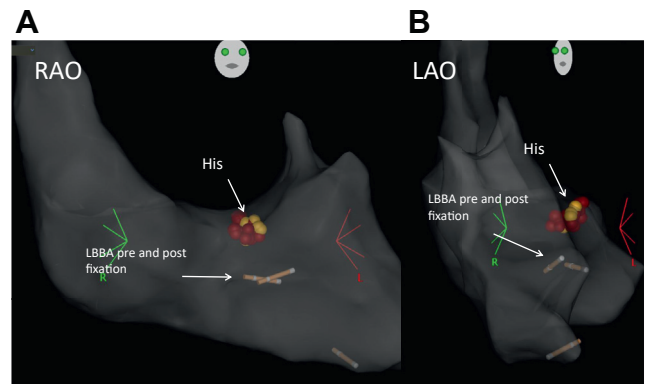 A
RAO
His
LBBA pre and post
fixation
R
B
LAO
His
LBBA pre and post
fixation
R